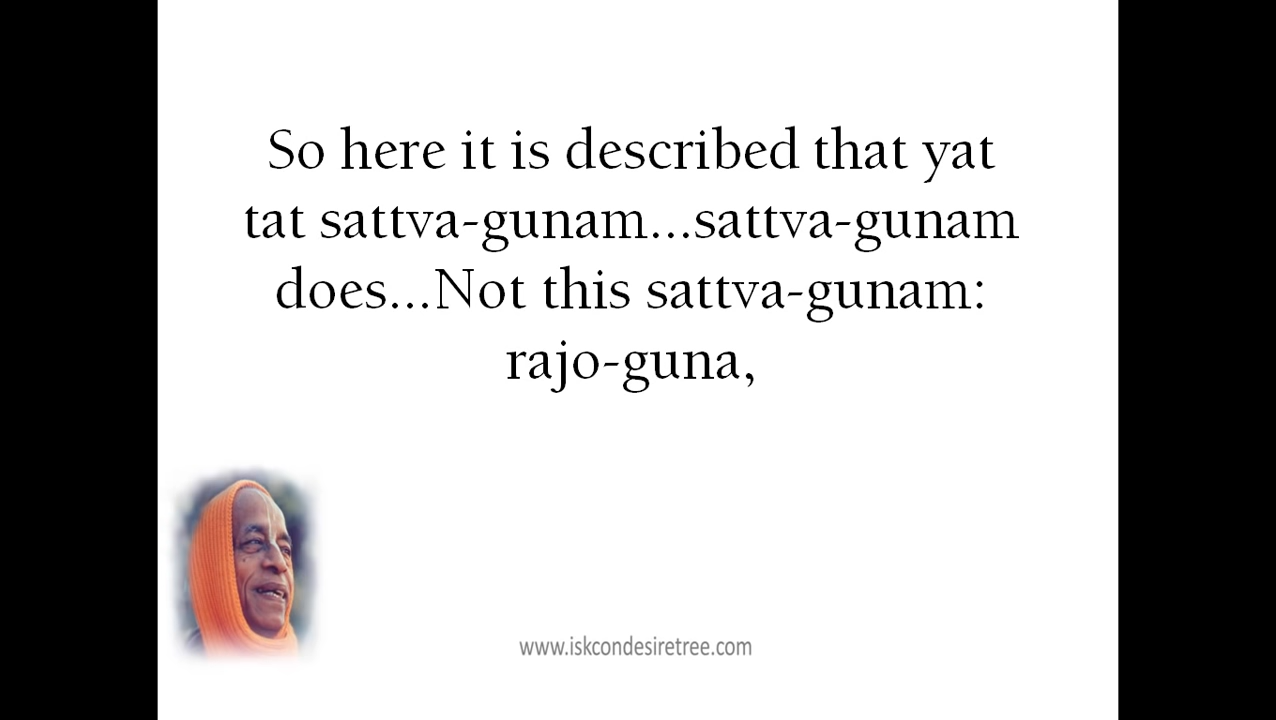 So here it is described that yat
tat sattva-gunam...sattva-gunam
does...Not this sattva-gunam:
rajo-guna,
www.iskcondesiretree.com